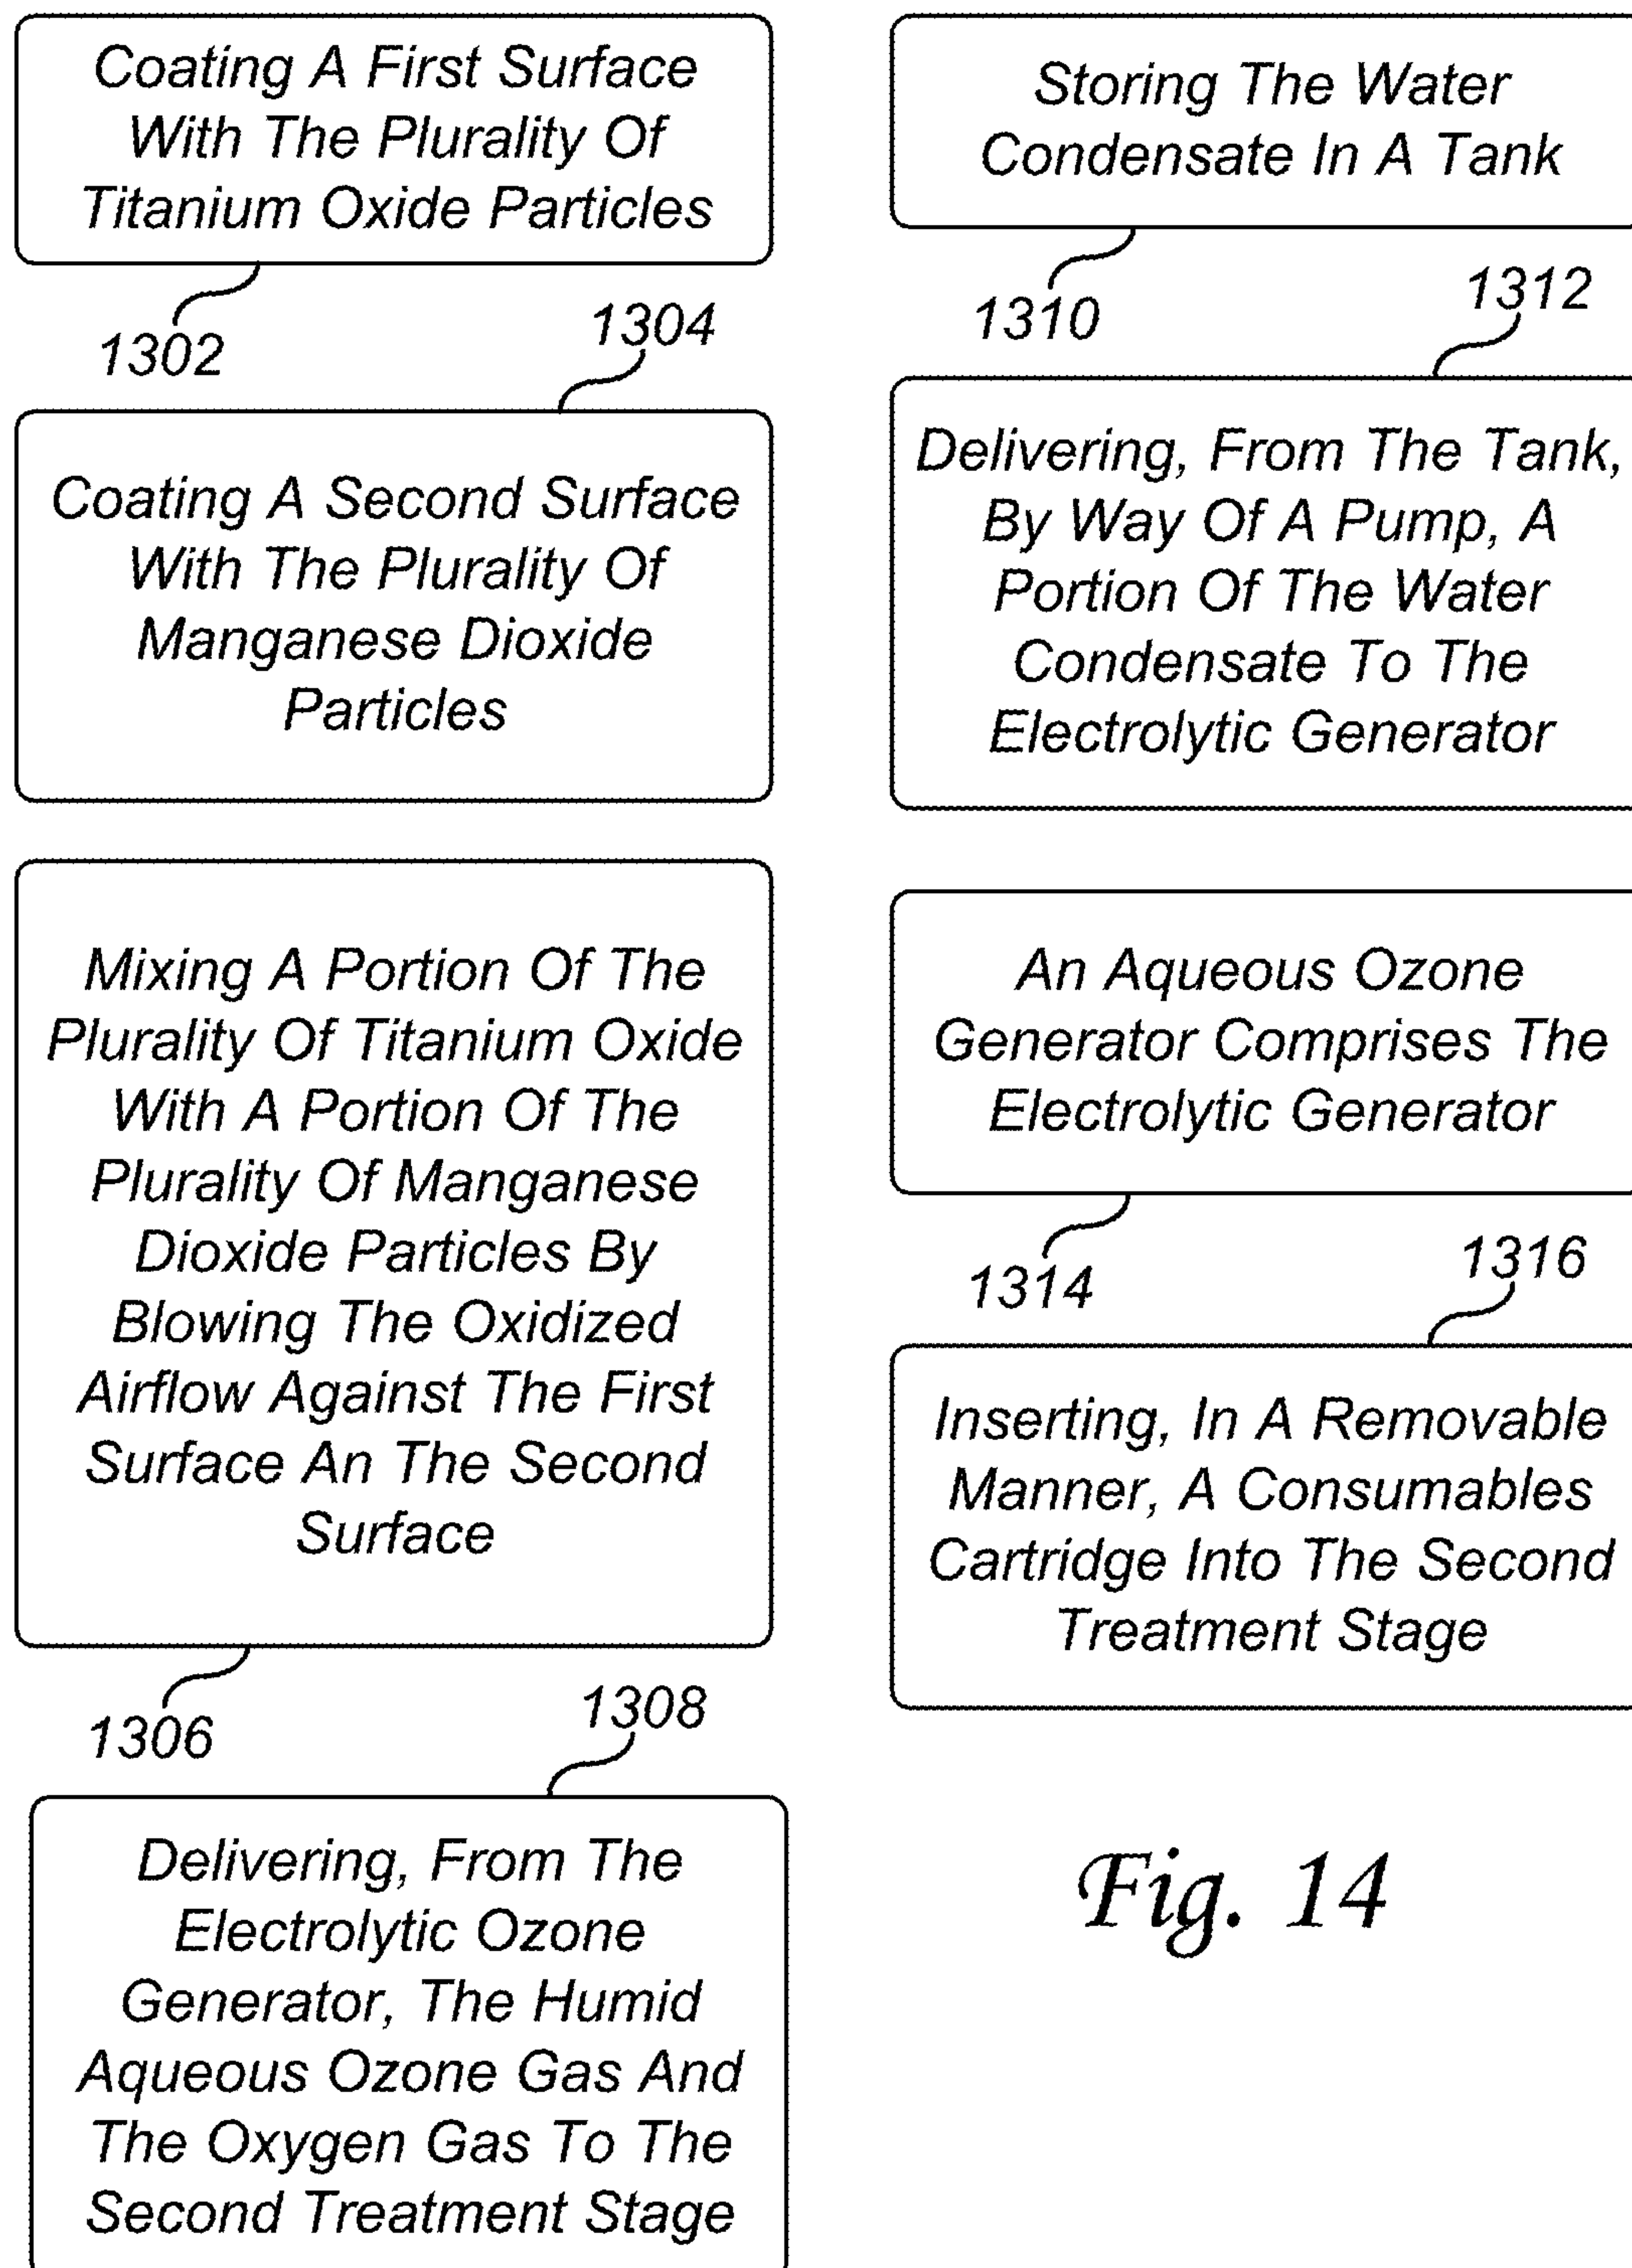 Coating A First Surface
With The Plurality Of
Titanium Oxide Particles
1302
1304
Coating A Second Surface
With The Plurality Of
Manganese Dioxide
Particles
Mixing A Portion Of The
Plurality Of Titanium Oxide
With A Portion Of The
Plurality Of Manganese
Dioxide Particles By
Blowing The Oxidized
Airflow Against The First
Surface An The Second
Surface
1306
1308
Delivering, From The
Electrolytic Ozone
Generator, The Humid
Aqueous Ozone Gas And
The Oxygen Gas To The
Second Treatment Stage
Storing The Water
Condensate In A Tank
1310
1312
Delivering, From The Tank,
By Way Of A Pump, A
Portion Of The Water
Condensate To The
Electrolytic Generator
An Aqueous Ozone
Generator Comprises The
Electrolytic Generator
1314
1316
Inserting, In A Removable
Manner, A Consumables
Cartridge Into The Second
Treatment Stage
Fig. 14